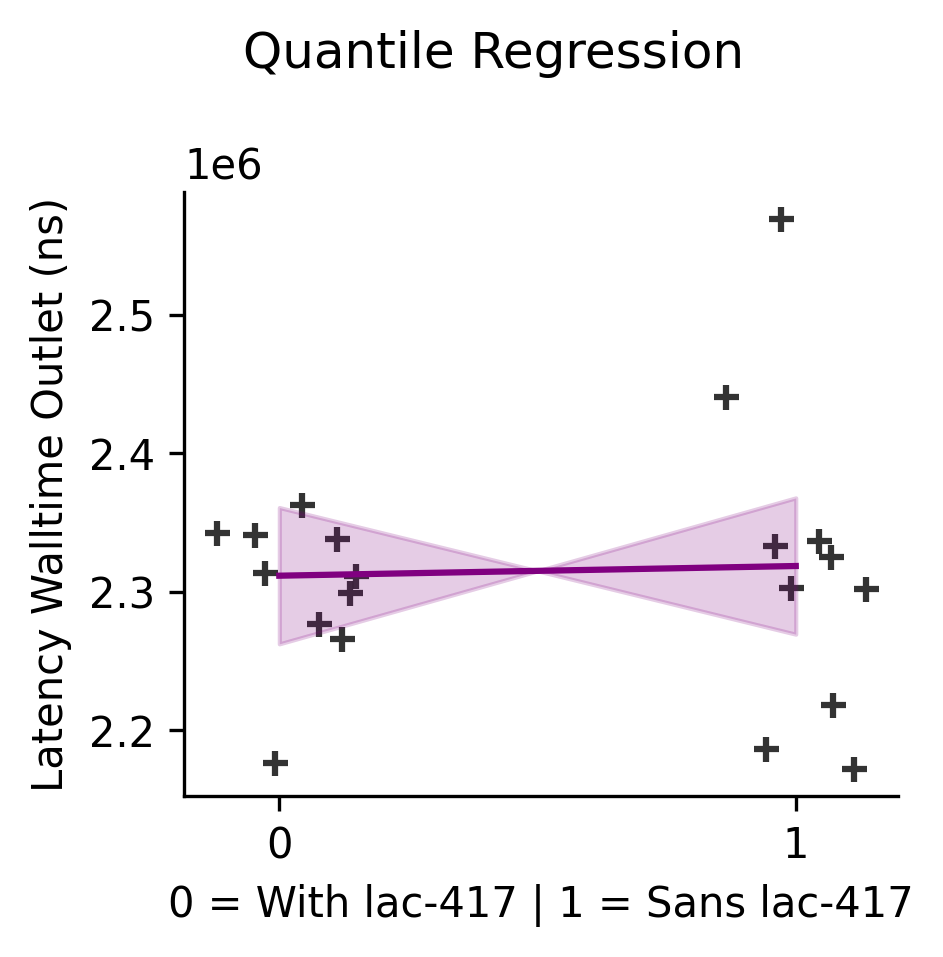 Quantile Regression
1e6
Latency Walltime Outlet (ns)
2.5
2.4
2.3
2.2
0
1
0 = With lac-417 | 1 = Sans lac-417